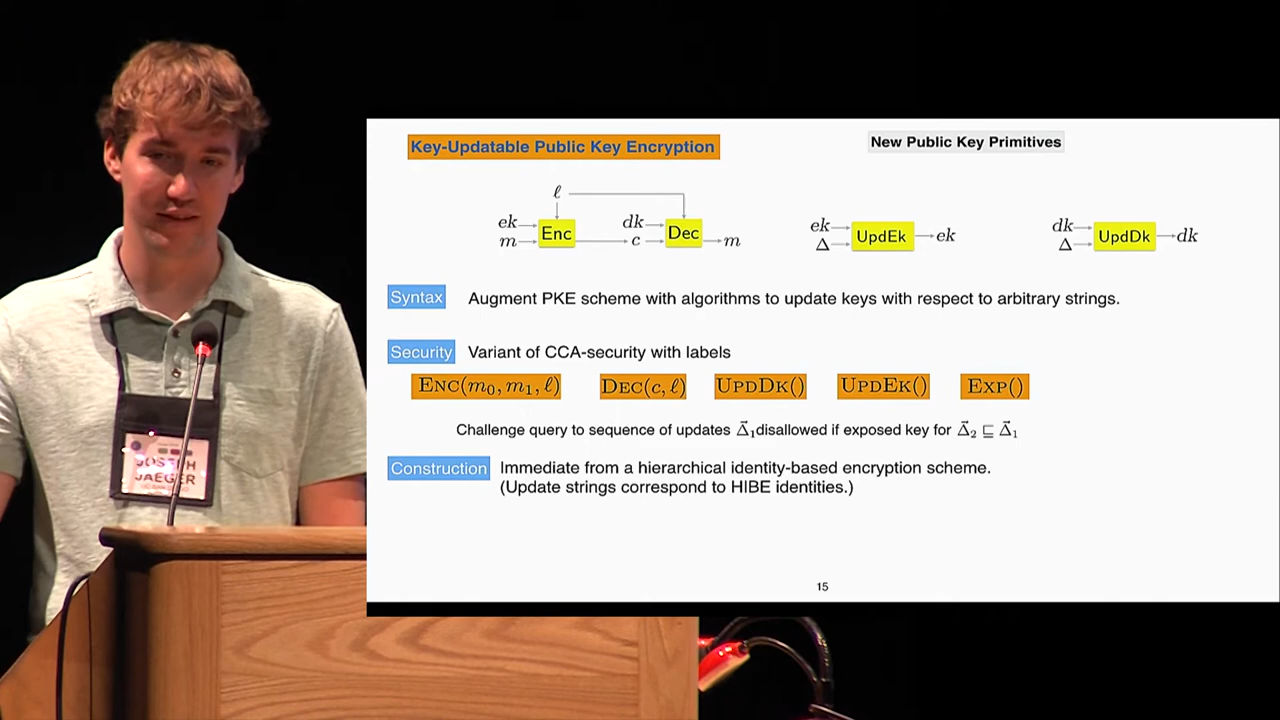 Key-Updatable Public Key Encryption
New Public Key Primitives
ℓ
ek
m
Enc
dk
c
Dec
m
ek
Δ
UpdEk
ek
dk
Δ
UpdDk
dk
Syntax
Augment PKE scheme with algorithms to update keys with respect to arbitrary strings.
Security
Variant of CCA-security with labels
ENC(m₀, m₁, ℓ)
DEC(c, ℓ)
UPDDK()
UPDEK()
EXP()
Challenge query to sequence of updates Δ⃗₁disallowed if exposed key for Δ⃗₂ ⊑ Δ⃗₁
Construction
Immediate from a hierarchical identity-based encryption scheme.
(Update strings correspond to HIBE identities.)
15
JOSEPH
JAEGER